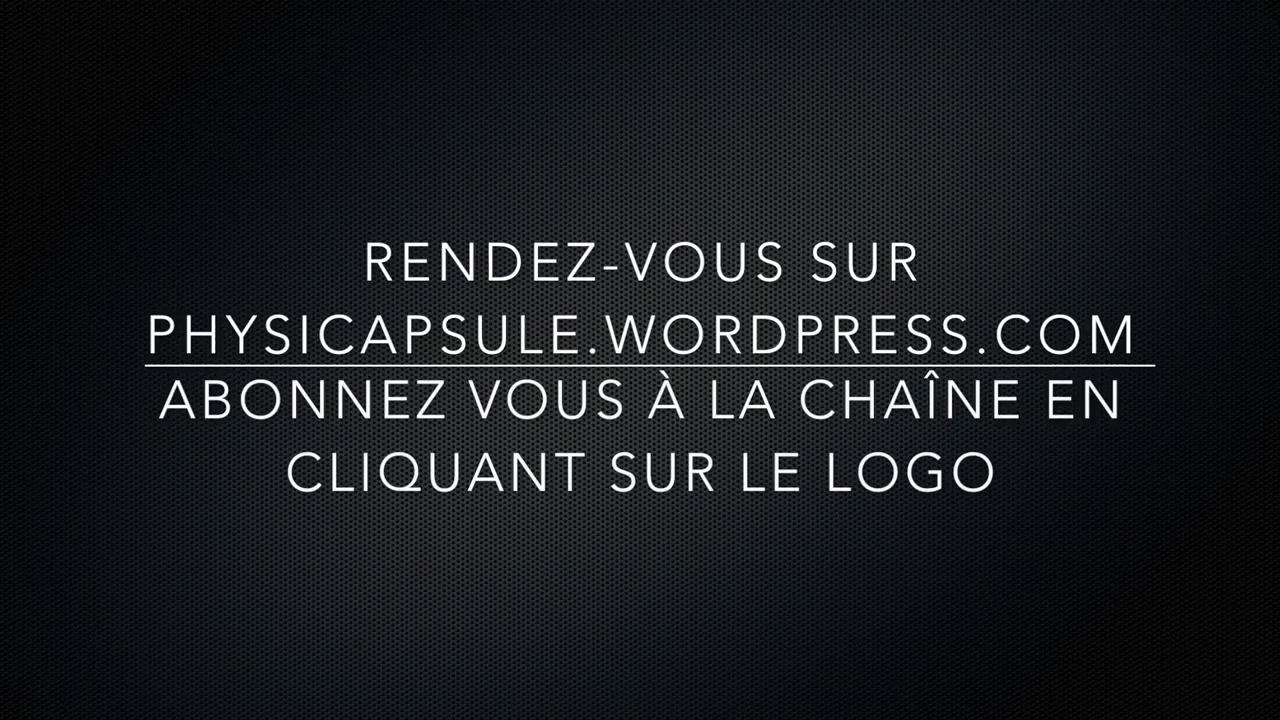 RENDEZ-VOUS SUR
PHYSICAPSULE.WORDPRESS.COM
ABONNEZ VOUS À LA CHAÎNE EN
CLIQUANT SUR LE LOGO